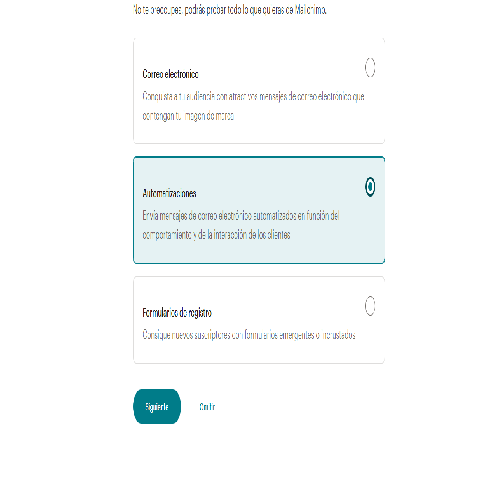 No te preocupes, podrás probar todo lo que quieras de Mailchimp.
Correo electrónico
Conquista a tu audiencia con atractivos mensajes de correo electrónico que
contengan tu imagen de marca.
Automatizaciones
Envía mensajes de correo electrónico automatizados en función del
comportamiento y de la interacción de los clientes.
Formularios de registro
Consigue nuevos suscriptores con formularios emergentes o incrustados.
Siguiente
Omitir